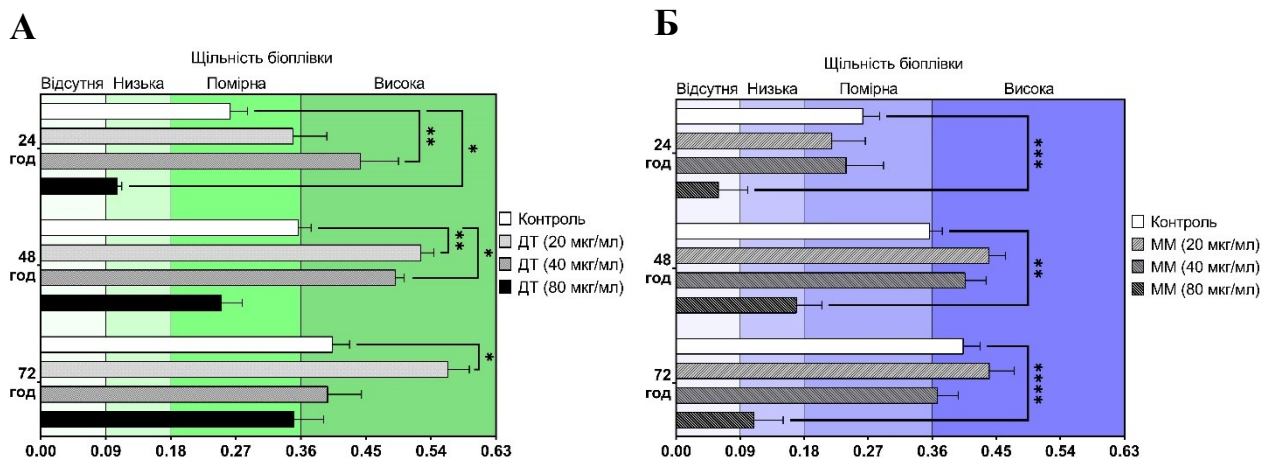 А
Щільність біоплівки
Відсутня Низька Помірна Висока
24
год
**
*
48
год
**
*
72
год
*
0.00 0.09 0.18 0.27 0.36 0.45 0.54 0.63
Контроль
ДТ (20 мкг/мл)
ДТ (40 мкг/мл)
ДТ (80 мкг/мл)
Б
Щільність біоплівки
Відсутня Низька Помірна Висока
24
год
***
48
год
**
72
год
****
0.00 0.09 0.18 0.27 0.36 0.45 0.54 0.63
Контроль
ММ (20 мкг/мл)
ММ (40 мкг/мл)
ММ (80 мкг/мл)